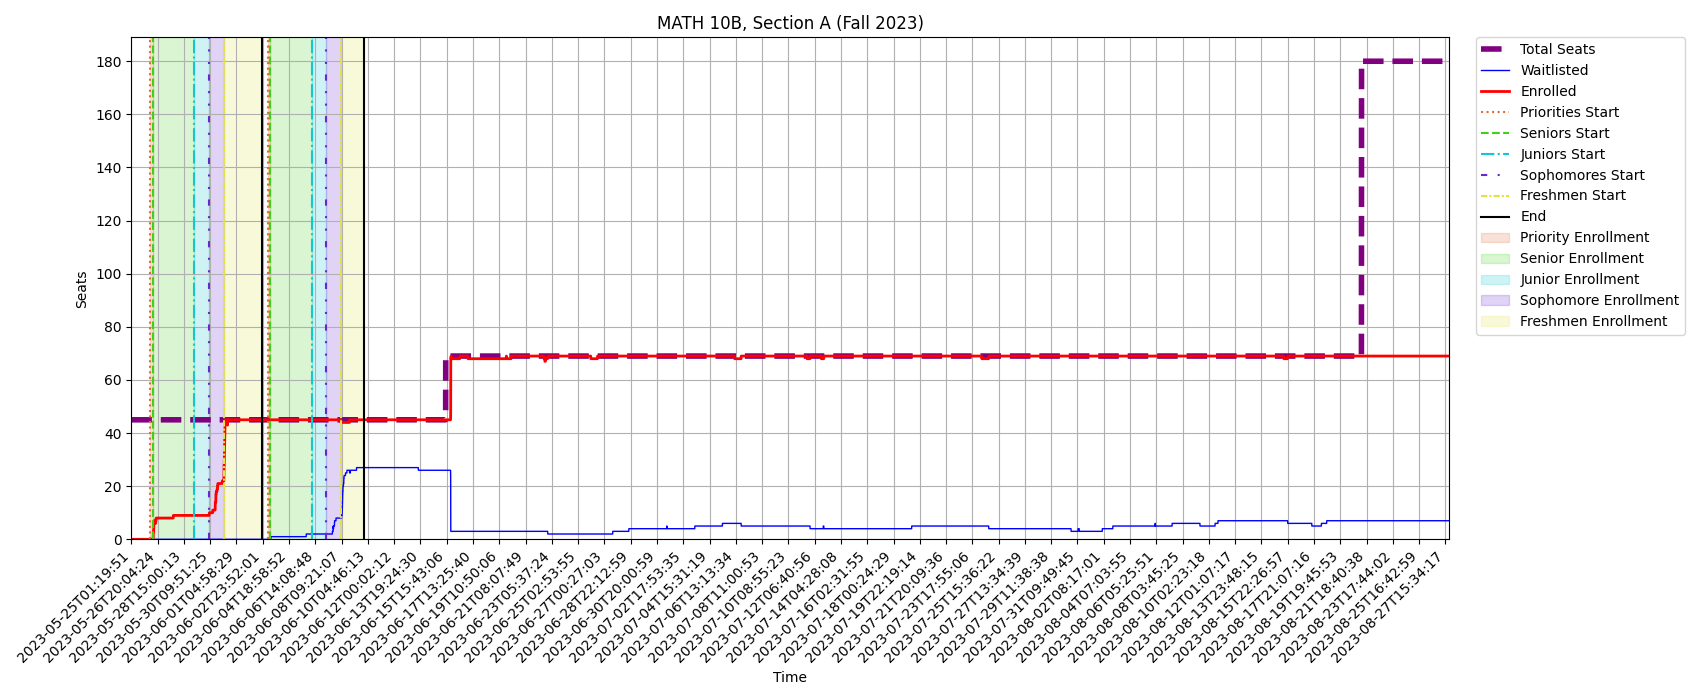 MATH 10B, Section A (Fall 2023)
Seats
180
160
140
120
100
80
60
40
20
0
2023-05-25T01:19:51
2023-05-26T20:04:24
2023-05-28T15:00:13
2023-05-30T09:51:25
2023-06-01T04:58:29
2023-06-02T23:52:01
2023-06-04T18:58:52
2023-06-06T14:08:48
2023-06-08T09:21:07
2023-06-10T04:46:13
2023-06-12T00:02:12
2023-06-13T19:24:30
2023-06-15T15:43:06
2023-06-17T13:25:40
2023-06-19T10:50:06
2023-06-21T08:07:49
2023-06-23T05:37:24
2023-06-25T02:53:55
2023-06-27T00:27:03
2023-06-28T22:12:59
2023-06-30T20:00:59
2023-07-02T17:53:35
2023-07-04T15:31:19
2023-07-06T13:13:34
2023-07-08T11:00:53
2023-07-10T08:55:23
2023-07-12T06:40:56
2023-07-14T04:28:08
2023-07-16T02:31:55
2023-07-18T00:24:29
2023-07-19T22:19:14
2023-07-21T20:09:36
2023-07-23T17:55:06
2023-07-25T15:36:22
2023-07-27T13:34:39
2023-07-29T11:38:38
2023-07-31T09:49:45
2023-08-02T08:17:01
2023-08-04T07:03:55
2023-08-06T05:25:51
2023-08-08T03:45:25
2023-08-10T02:23:18
2023-08-12T01:07:17
2023-08-13T23:48:15
2023-08-15T22:26:57
2023-08-17T21:07:16
2023-08-19T19:45:53
2023-08-21T18:40:38
2023-08-23T17:44:02
2023-08-25T16:42:59
2023-08-27T15:34:17
Time
Total Seats
Waitlisted
Enrolled
Priorities Start
Seniors Start
Juniors Start
Sophomores Start
Freshmen Start
End
Priority Enrollment
Senior Enrollment
Junior Enrollment
Sophomore Enrollment
Freshmen Enrollment